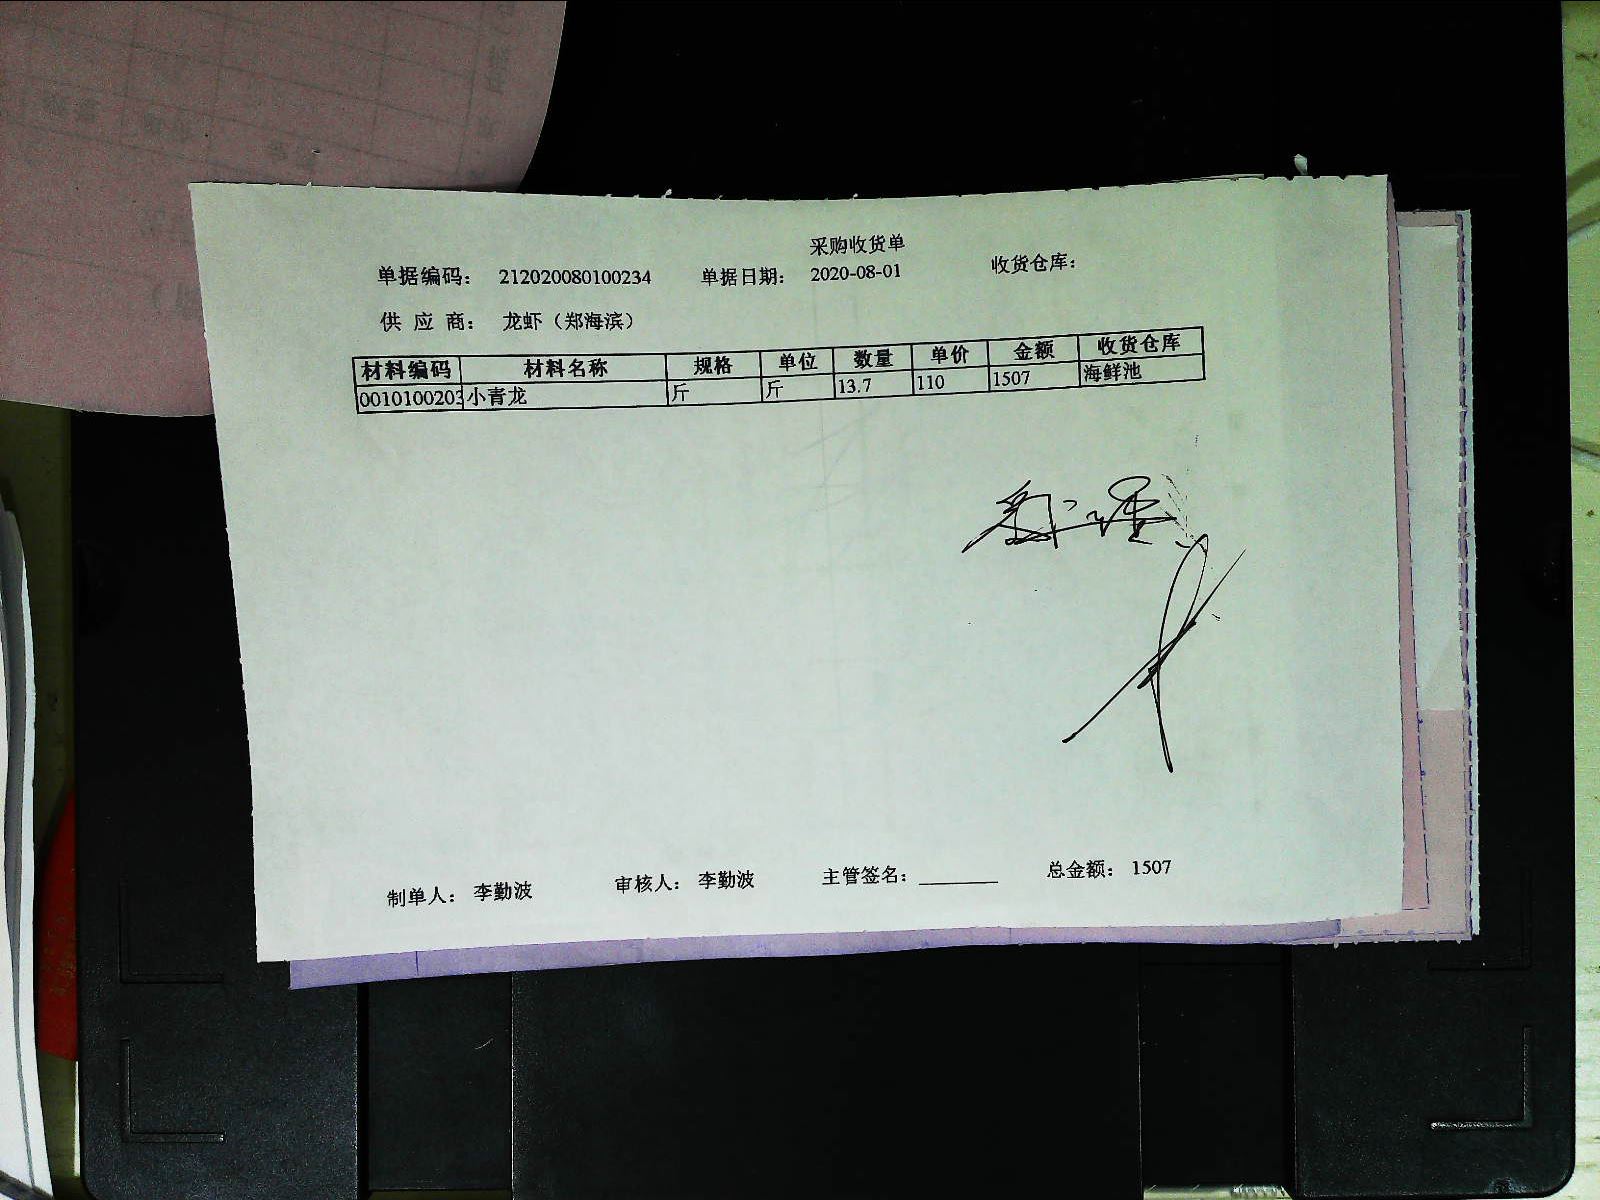 采购收货单
单据编码： 212020080100234 单据日期： 2020-08-01 收货仓库：
供 应 商： 龙虾（郑海滨）
材料编码 材料名称 规格 单位 数量 单价 金额 收货仓库
0010100203 小青龙 斤 斤 13.7 110 1507 海鲜池
制单人： 李勤波 审核人： 李勤波 主管签名：________ 总金额： 1507